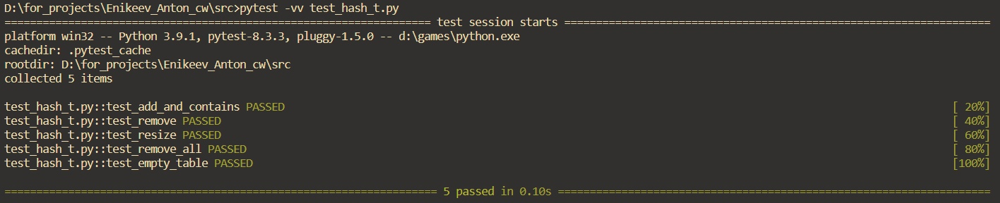 D:\for_projects\Enikeev_Anton_cw\src>pytest -vv test_hash_t.py
============================= test session starts =============================
platform win32 -- Python 3.9.1, pytest-8.3.3, pluggy-1.5.0 -- d:\games\python.exe
cachedir: .pytest_cache
rootdir: D:\for_projects\Enikeev_Anton_cw\src
collected 5 items
test_hash_t.py::test_add_and_contains PASSED [ 20%]
test_hash_t.py::test_remove PASSED [ 40%]
test_hash_t.py::test_resize PASSED [ 60%]
test_hash_t.py::test_remove_all PASSED [ 80%]
test_hash_t.py::test_empty_table PASSED [100%]
============================= 5 passed in 0.10s =============================